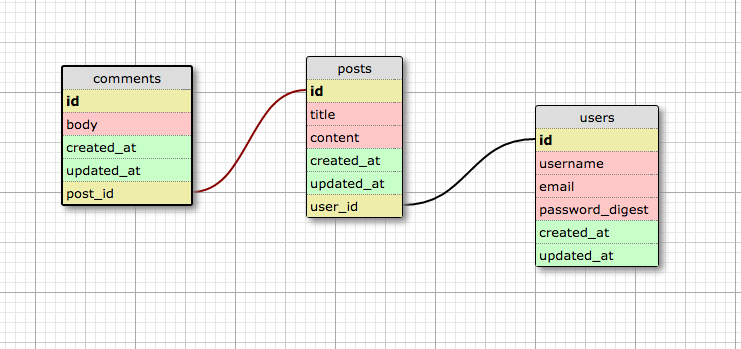 comments
id
body
created_at
updated_at
post_id
posts
id
title
content
created_at
updated_at
user_id
users
id
username
email
password_digest
created_at
updated_at